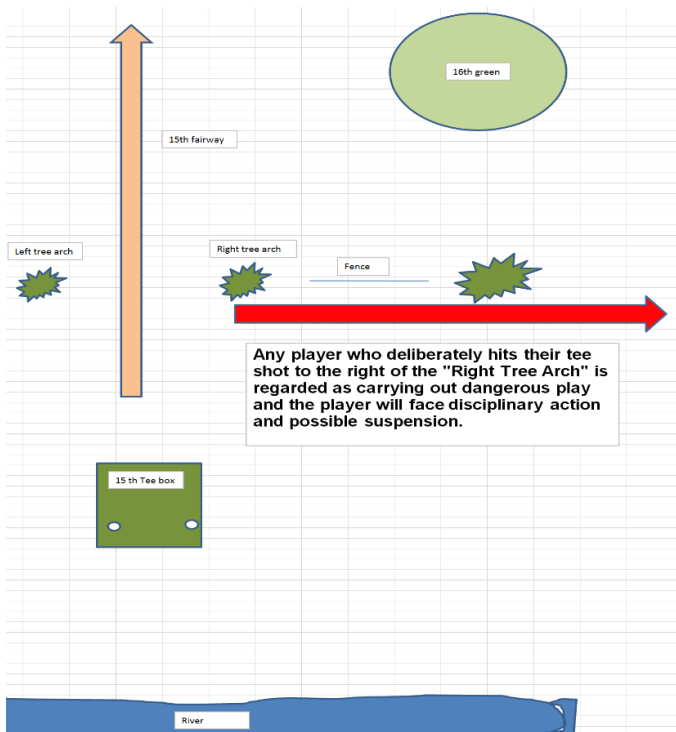 16th green
15th fairway
Left tree arch
Right tree arch
Fence
Any player who deliberately hits their tee
shot to the right of the "Right Tree Arch" is
regarded as carrying out dangerous play
and the player will face disciplinary action
and possible suspension.
15 th Tee box
River